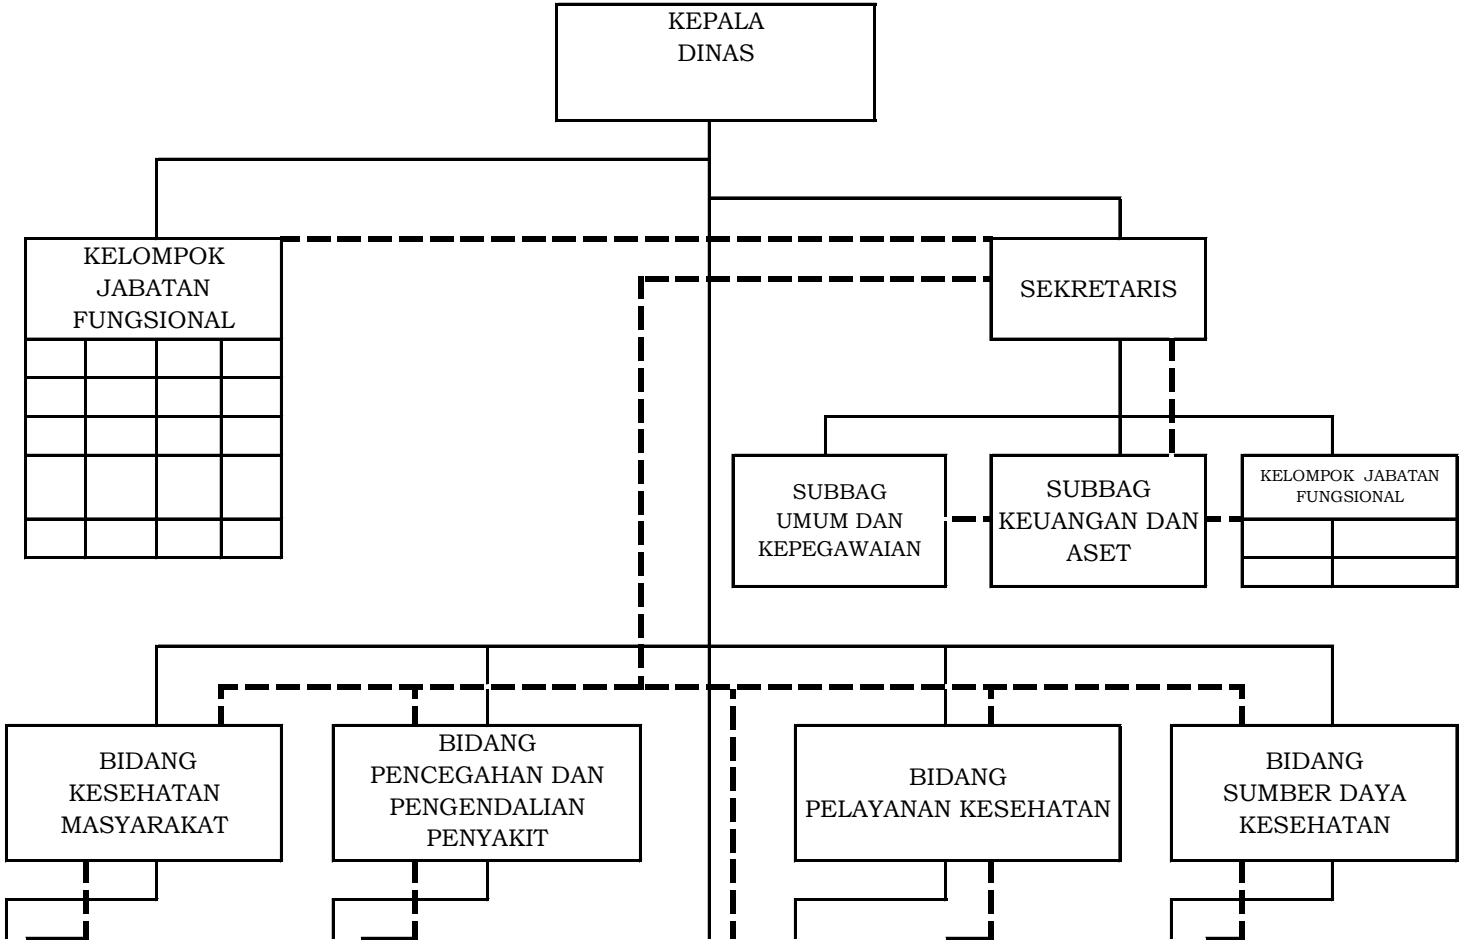 KEPALA
DINAS
KELOMPOK
JABATAN
FUNGSIONAL
SEKRETARIS
SUBBAG
UMUM DAN
KEPEGAWAIAN
SUBBAG
KEUANGAN DAN
ASET
KELOMPOK JABATAN
FUNGSIONAL
BIDANG
KESEHATAN
MASYARAKAT
BIDANG
PENCEGAHAN DAN
PENGENDALIAN
PENYAKIT
BIDANG
PELAYANAN KESEHATAN
BIDANG
SUMBER DAYA
KESEHATAN